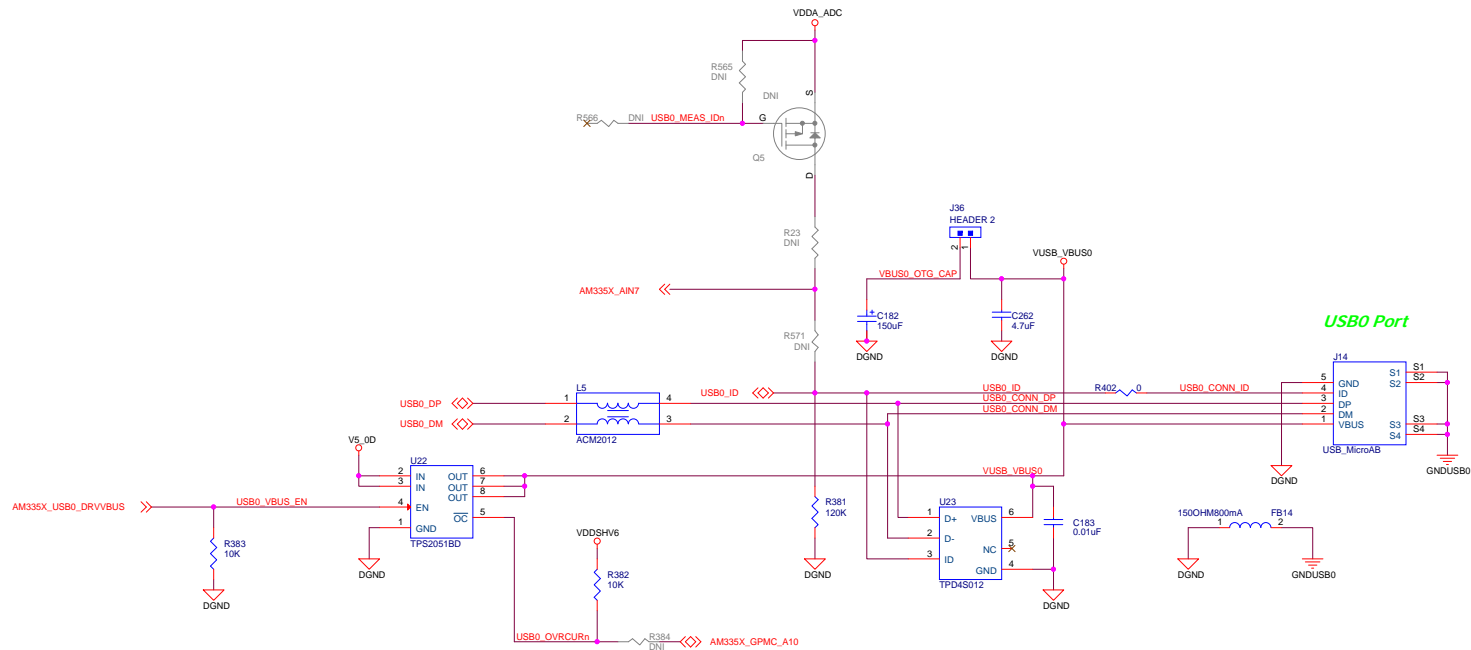 VDDA_ADC
R565
DNI
S
DNI
R566
DNI
USB0_MEAS_IDn
G
Q5
D
J36
HEADER 2
R23
DNI
2
1
VUSB_VBUS0
VBUS0_OTG_CAP
AM335X_AIN7
C182
150uF
C262
4.7uF
USB0 Port
R571
DNI
DGND
DGND
J14
L5
USB0_ID
USB0_ID
R402
0
USB0_CONN_ID
5
GND
S1
S1
4
ID
S2
S2
USB0_DP
1
4
USB0_CONN_DP
3
DP
USB0_DM
2
3
USB0_CONN_DM
2
DM
1
VBUS
S3
S3
S4
S4
ACM2012
USB_MicroAB
V5_0D
U22
GNDUSB0
2
IN
OUT
6
VUSB_VBUS0
DGND
3
IN
OUT
7
OUT
8
AM335X_USB0_DRVVBUS
USB0_VBUS_EN
4
EN
R381
120K
U23
1
D+
VBUS
6
1
GND
OC
5
C183
0.01uF
150OHM800mA
1
2
FB14
TPS2051BD
2
D-
NC
5
R383
10K
VDDSHV6
3
ID
GND
4
DGND
DGND
TPD4S012
DGND
GNDUSB0
R382
10K
DGND
DGND
USB0_OVRCURn
R384
DNI
AM335X_GPMC_A10